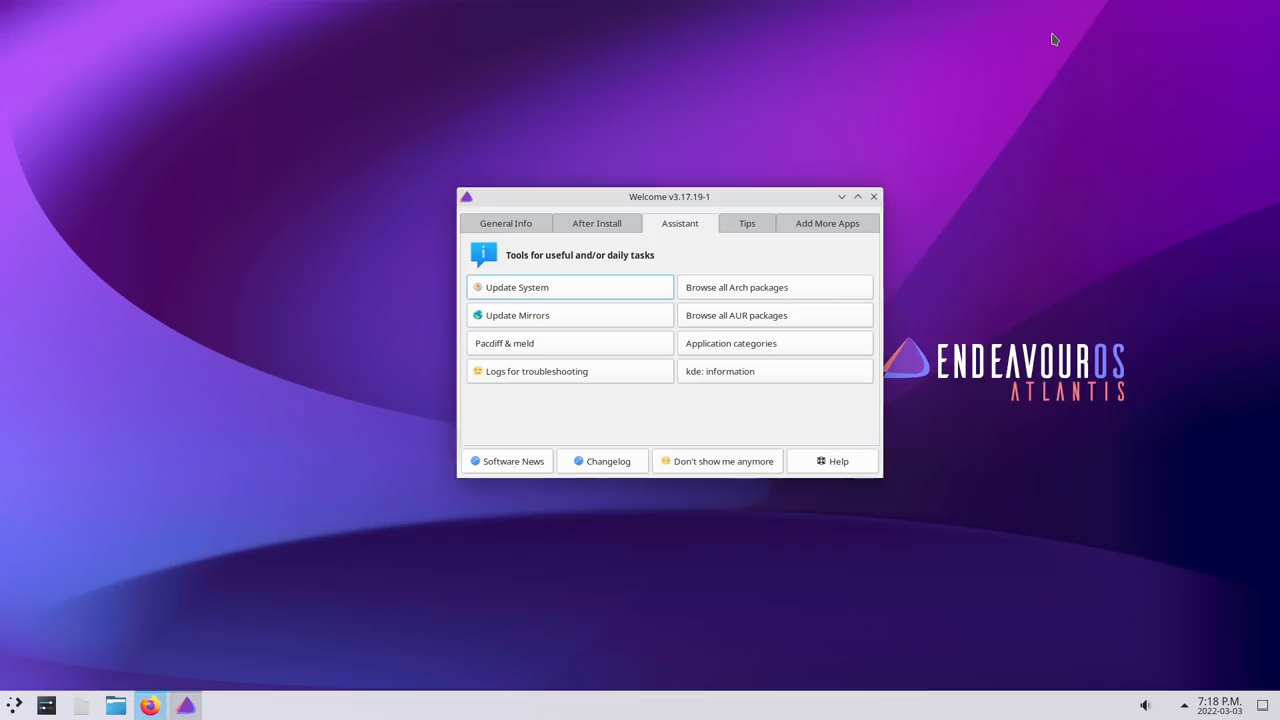 Welcome v3.17.19-1
General Info After Install Assistant Tips Add More Apps
Tools for useful and/or daily tasks
Update System Browse all Arch packages
Update Mirrors Browse all AUR packages
Pacdiff & meld Application categories
Logs for troubleshooting kde: information
Software News Changelog Don't show me anymore Help
ENDEAVOUROS
ATLANTIS
7:18 P.M.
2022-03-03